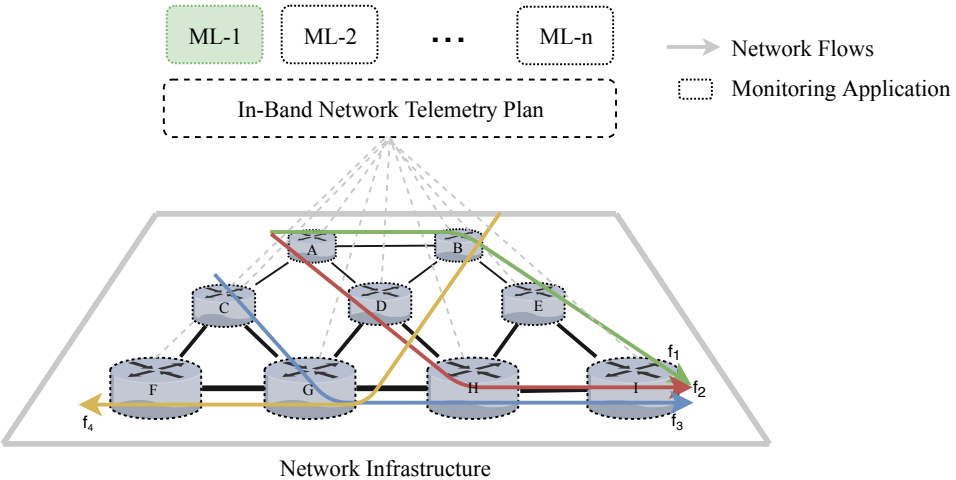 ML-1
ML-2
...
ML-n
Network Flows
In-Band Network Telemetry Plan
Monitoring Application
A
B
C
D
E
F
G
H
I
f1
f2
f3
f4
Network Infrastructure